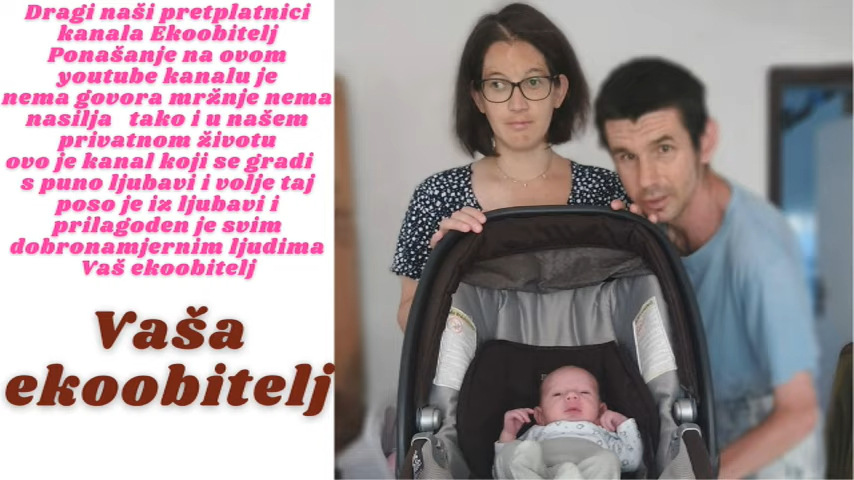 Dragi naši pretplatnici
kanala Ekoobitelj
Ponašanje na ovom
youtube kanalu je
nema govora mržnje nema
nasilja tako i u našem
privatnom životu
ovo je kanal koji se gradi
s puno ljubavi i volje taj
poso je iz ljubavi i
prilagođen je svim
dobronamjernim ljudima
Vaš ekoobitelj
Vaša
ekoobitelj